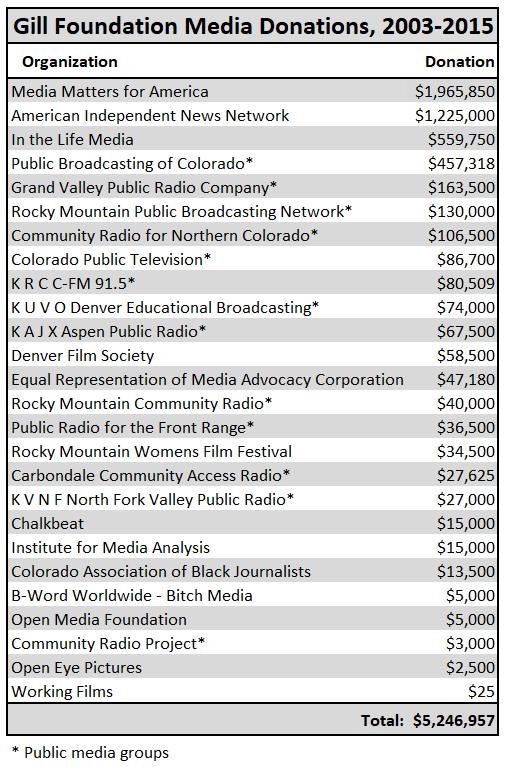 Gill Foundation Media Donations, 2003-2015
Organization Donation
Media Matters for America $1,965,850
American Independent News Network $1,225,000
In the Life Media $559,750
Public Broadcasting of Colorado* $457,318
Grand Valley Public Radio Company* $163,500
Rocky Mountain Public Broadcasting Network* $130,000
Community Radio for Northern Colorado* $106,500
Colorado Public Television* $86,700
K R C C-FM 91.5* $80,509
K U V O Denver Educational Broadcasting* $74,000
K A J X Aspen Public Radio* $67,500
Denver Film Society $58,500
Equal Representation of Media Advocacy Corporation $47,180
Rocky Mountain Community Radio* $40,000
Public Radio for the Front Range* $36,500
Rocky Mountain Womens Film Festival $34,500
Carbondale Community Access Radio* $27,625
K V N F North Fork Valley Public Radio* $27,000
Chalkbeat $15,000
Institute for Media Analysis $15,000
Colorado Association of Black Journalists $13,500
B-Word Worldwide - Bitch Media $5,000
Open Media Foundation $5,000
Community Radio Project* $3,000
Open Eye Pictures $2,500
Working Films $25
Total: $5,246,957
* Public media groups